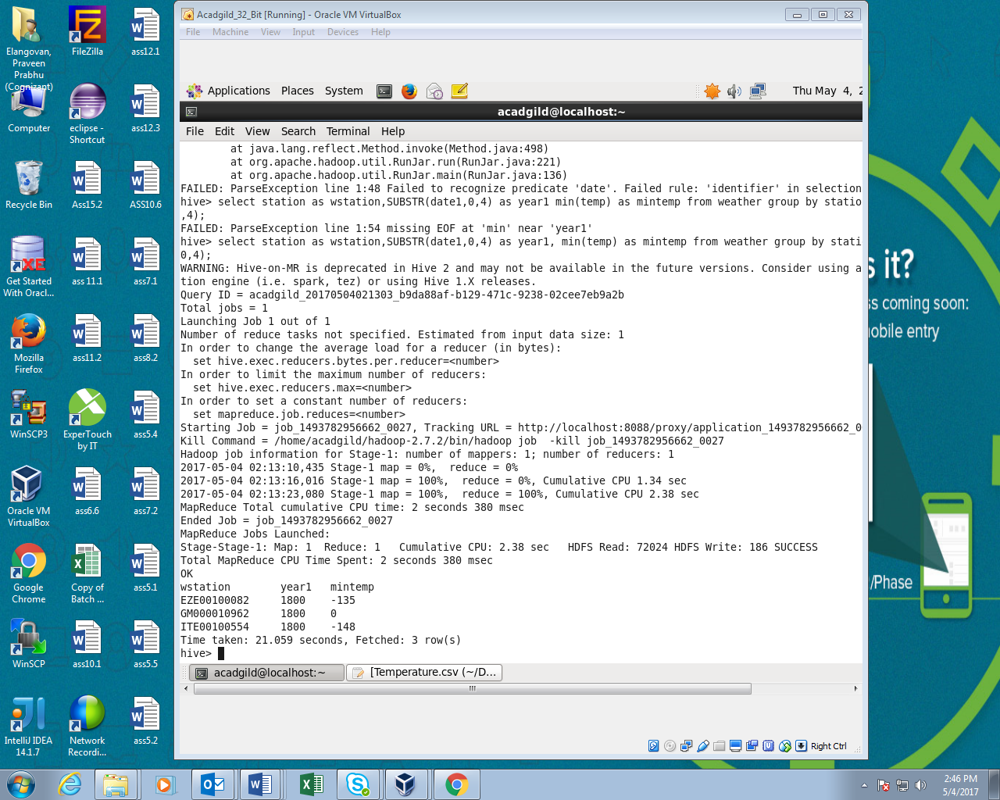 Acadgild_32_Bit [Running] - Oracle VM VirtualBox
File Machine View Input Devices Help
Applications Places System
Thu May 4, 2
acadgild@localhost:~
File Edit View Search Terminal Help
at java.lang.reflect.Method.invoke(Method.java:498)
at org.apache.hadoop.util.RunJar.run(RunJar.java:221)
at org.apache.hadoop.util.RunJar.main(RunJar.java:136)
FAILED: ParseException line 1:48 Failed to recognize predicate 'date'. Failed rule: 'identifier' in selection
hive> select station as wstation,SUBSTR(date1,0,4) as year1 min(temp) as mintemp from weather group by statio
,4);
FAILED: ParseException line 1:54 missing EOF at 'min' near 'year1'
hive> select station as wstation,SUBSTR(date1,0,4) as year1, min(temp) as mintemp from weather group by stati
0,4);
WARNING: Hive-on-MR is deprecated in Hive 2 and may not be available in the future versions. Consider using a
tion engine (i.e. spark, tez) or using Hive 1.X releases.
Query ID = acadgild_20170504021303_b9da88af-b129-471c-9238-02cee7eb9a2b
Total jobs = 1
Launching Job 1 out of 1
Number of reduce tasks not specified. Estimated from input data size: 1
In order to change the average load for a reducer (in bytes):
set hive.exec.reducers.bytes.per.reducer=<number>
In order to limit the maximum number of reducers:
set hive.exec.reducers.max=<number>
In order to set a constant number of reducers:
set mapreduce.job.reduces=<number>
Starting Job = job_1493782956662_0027, Tracking URL = http://localhost:8088/proxy/application_1493782956662_0
Kill Command = /home/acadgild/hadoop-2.7.2/bin/hadoop job  -kill job_1493782956662_0027
Hadoop job information for Stage-1: number of mappers: 1; number of reducers: 1
2017-05-04 02:13:10,435 Stage-1 map = 0%,  reduce = 0%
2017-05-04 02:13:16,016 Stage-1 map = 100%,  reduce = 0%, Cumulative CPU 1.34 sec
2017-05-04 02:13:23,080 Stage-1 map = 100%,  reduce = 100%, Cumulative CPU 2.38 sec
MapReduce Total cumulative CPU time: 2 seconds 380 msec
Ended Job = job_1493782956662_0027
MapReduce Jobs Launched:
Stage-Stage-1: Map: 1  Reduce: 1   Cumulative CPU: 2.38 sec   HDFS Read: 72024 HDFS Write: 186 SUCCESS
Total MapReduce CPU Time Spent: 2 seconds 380 msec
OK
wstation year1 mintemp
EZE00100082 1800 -135
GM000010962 1800 0
ITE00100554 1800 -148
Time taken: 21.059 seconds, Fetched: 3 row(s)
hive>
acadgild@localhost:~
[Temperature.csv (~/D...
Right Ctrl
Elangovan,
Praveen
Prabhu
(Cognizant)
FileZilla
ass12.1
Computer
eclipse -
Shortcut
ass12.3
Recycle Bin
Ass15.2
ASS10.6
Get Started
With Oracl...
ass 11.1
ass7.1
Mozilla
Firefox
ass11.2
ass8.2
WinSCP3
ExperTouch
by IT
ass5.4
Oracle VM
VirtualBox
ass6.6
ass7.2
Google
Chrome
Copy of
Batch ...
ass5.1
WinSCP
ass10.1
ass5.5
IntelliJ IDEA
14.1.7
Network
Recordi...
ass5.2
s it?
ss coming soon:
obile entry
/Phase
2:46 PM
5/4/2017